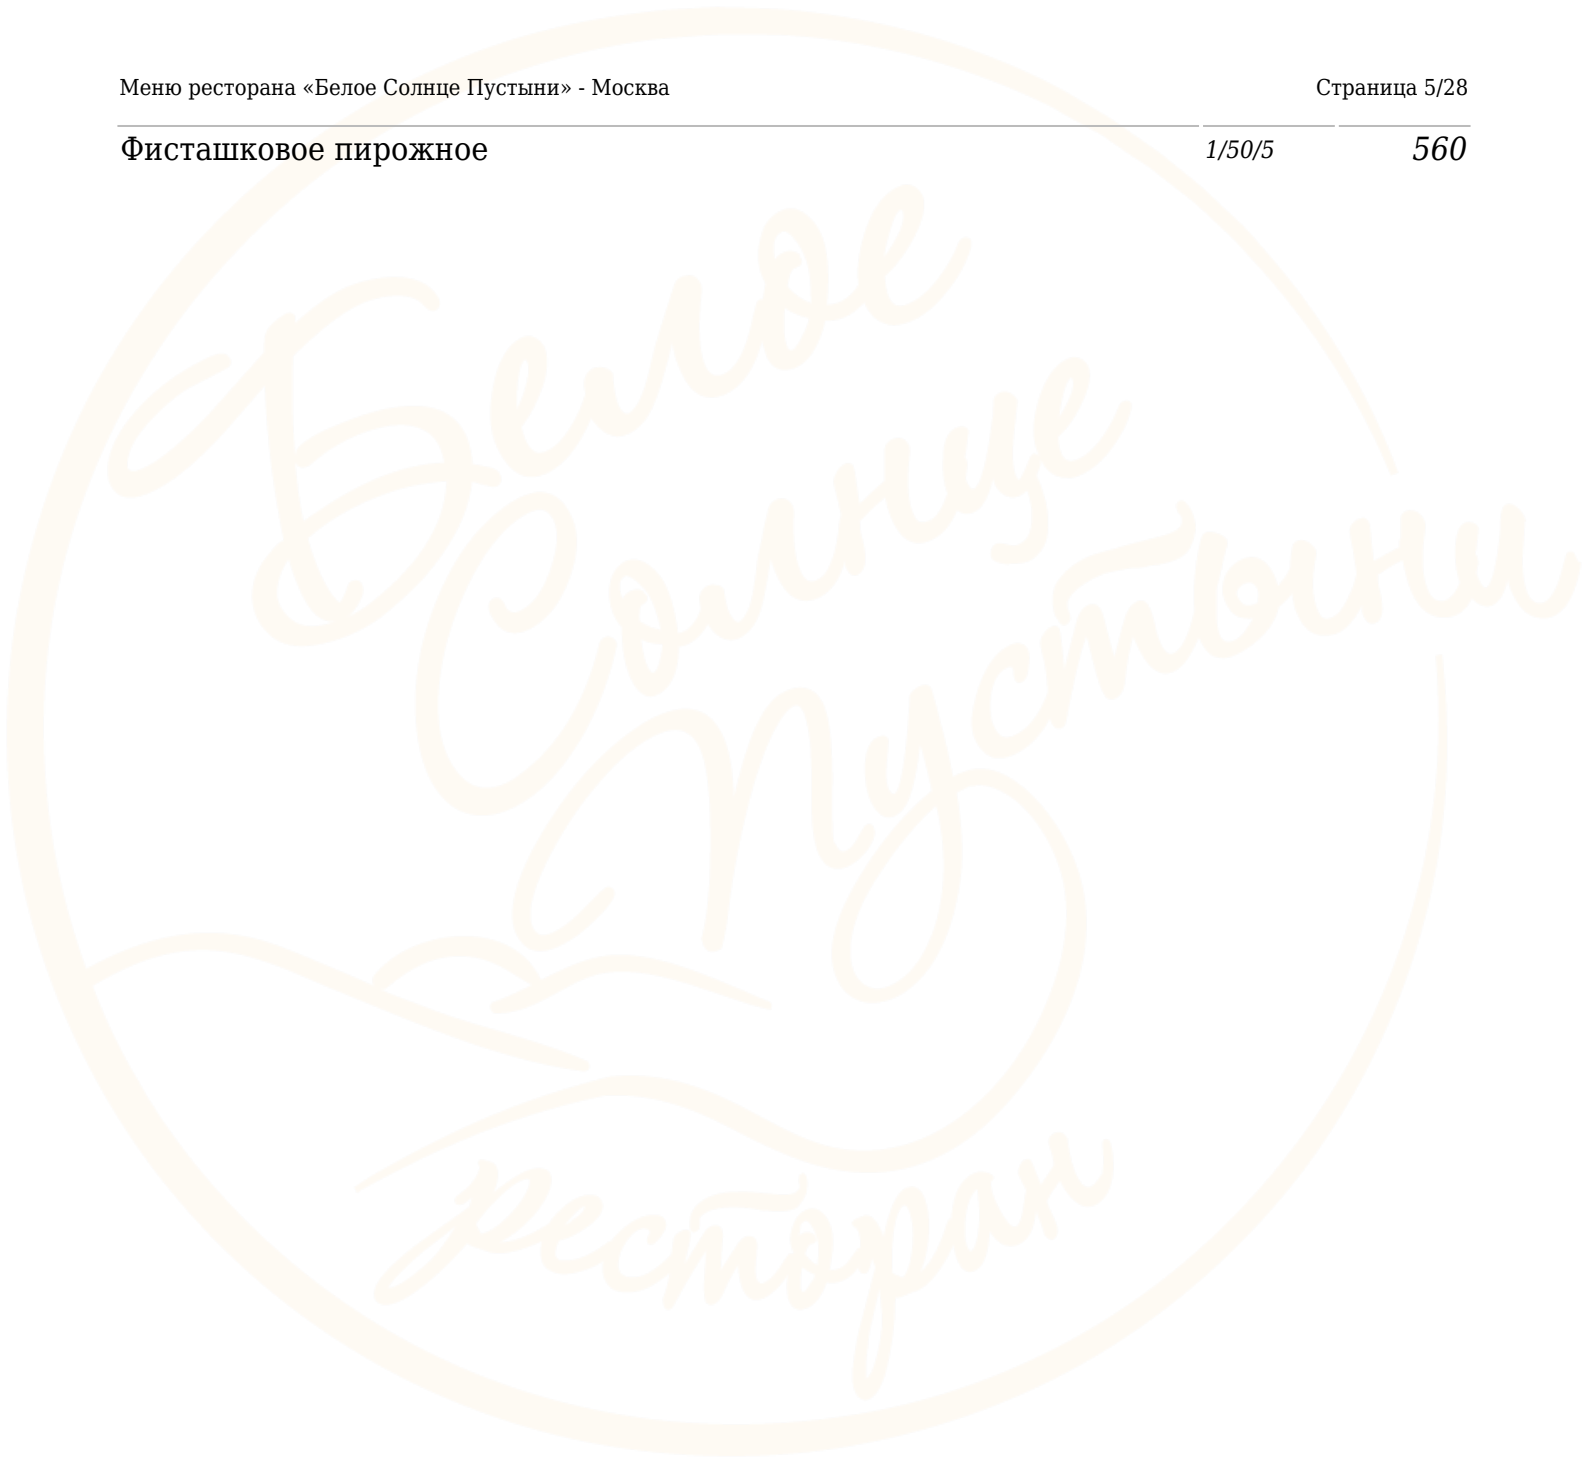 Меню ресторана «Белое Солнце Пустыни» - Москва Страница 5/28
Фисташковое пирожное 1/50/5 560
Белое
Солнце
Пустыни
ресторан